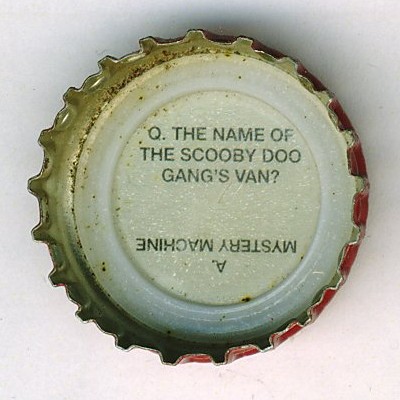 Q. THE NAME OF
THE SCOOBY DOO
GANG'S VAN?
A.
MYSTERY MACHINE